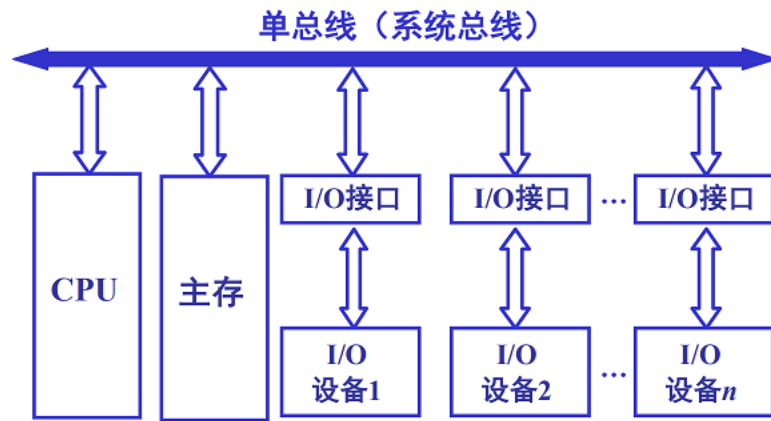 单总线（系统总线）
I/O接口 I/O接口 … I/O接口
CPU 主存
I/O I/O I/O
设备1 设备2 … 设备n